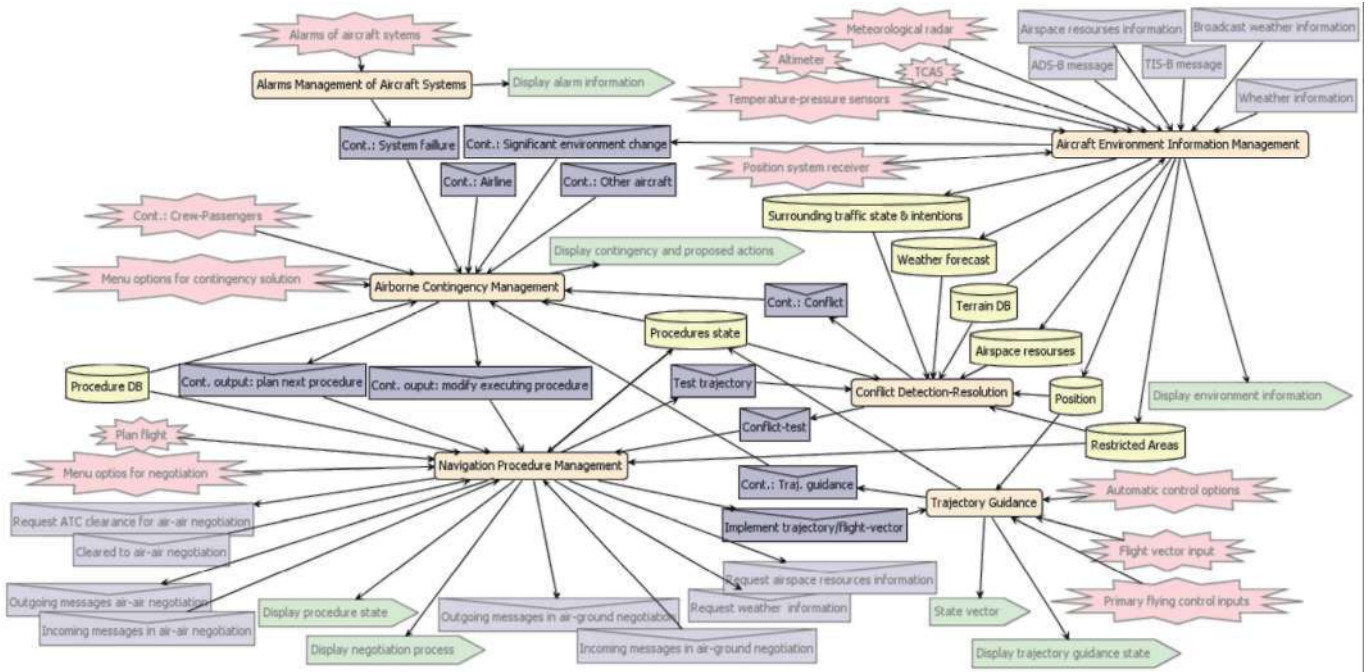 Alarms of aircraft sytems
Meteorological radar
Airspace resourses information
Broadcast weather information
Altimeter
TCAS
ADS-B message
TIS-B message
Alarms Management of Aircraft Systems
Display alarm information
Temperature-pressure sensors
Wheather information
Cont.: System faillure
Cont.: Significant environment change
Aircraft Environment Information Management
Position system receiver
Cont.: Airline
Cont.: Other aircraft
Cont.: Crew-Passengers
Surrounding traffic state & intentions
Display contingency and proposed actions
Weather forecast
Menu options for contingency solution
Airborne Contingency Management
Cont.: Conflict
Terrain DB
Procedures state
Airspace resourses
Procedure DB
Cont. output: plan next procedure
Cont. ouput: modify executing procedure
Test trajectory
Conflict Detection-Resolution
Position
Display environment information
Conflict-test
Plan flight
Restricted Areas
Menu optios for negotiation
Navigation Procedure Management
Cont.: Traj. guidance
Trajectory Guidance
Automatic control options
Request ATC clearance for air-air negotiation
Implement trajectory/flight-vector
Cleared to air-air negotiation
Flight vector input
Request airspace resources information
Outgoing messages air-air negotiation
Display procedure state
Outgoing messages in air-ground negotiation
Request weather information
State vector
Primary flying control inputs
Incoming messages in air-air negotiation
Display negotiation process
Incoming messages in air-ground negotiation
Display trajectory guidance state